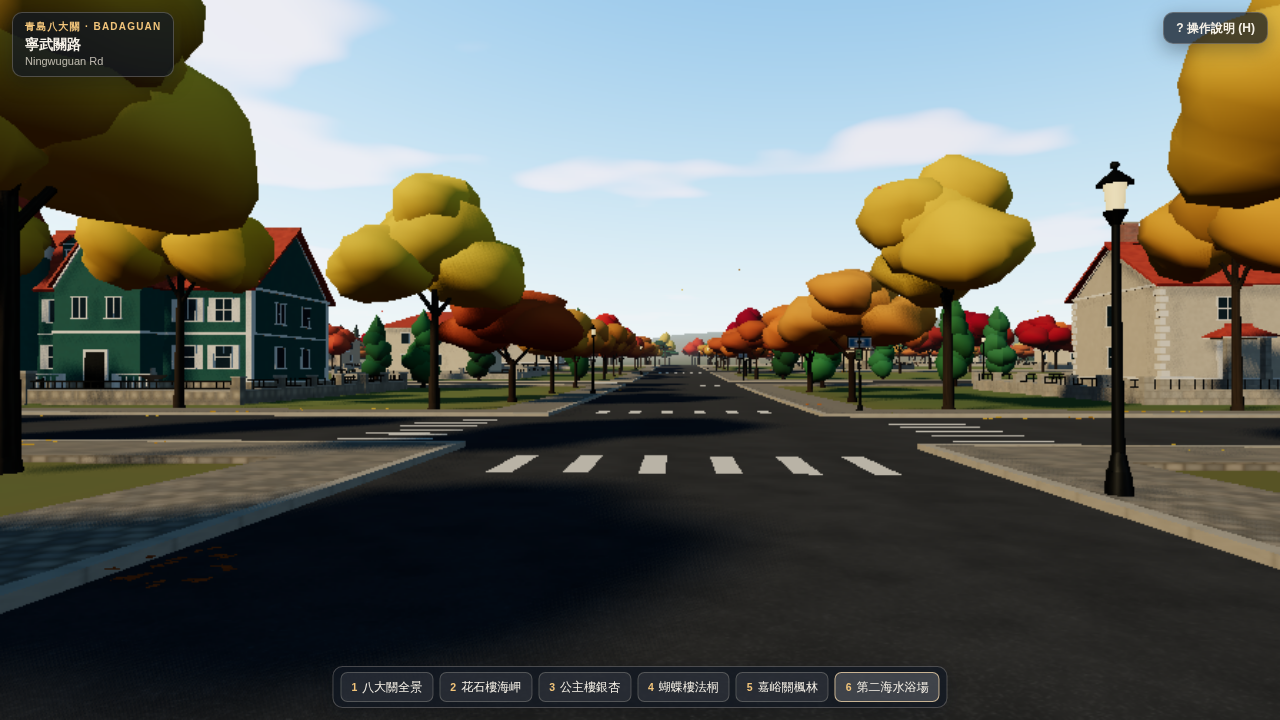 青島八大關 · BADAGUAN
寧武關路
Ningwuguan Rd
? 操作說明 (H)
1 八大關全景
2 花石樓海岬
3 公主樓銀杏
4 蝴蝶樓法桐
5 嘉峪關楓林
6 第二海水浴場